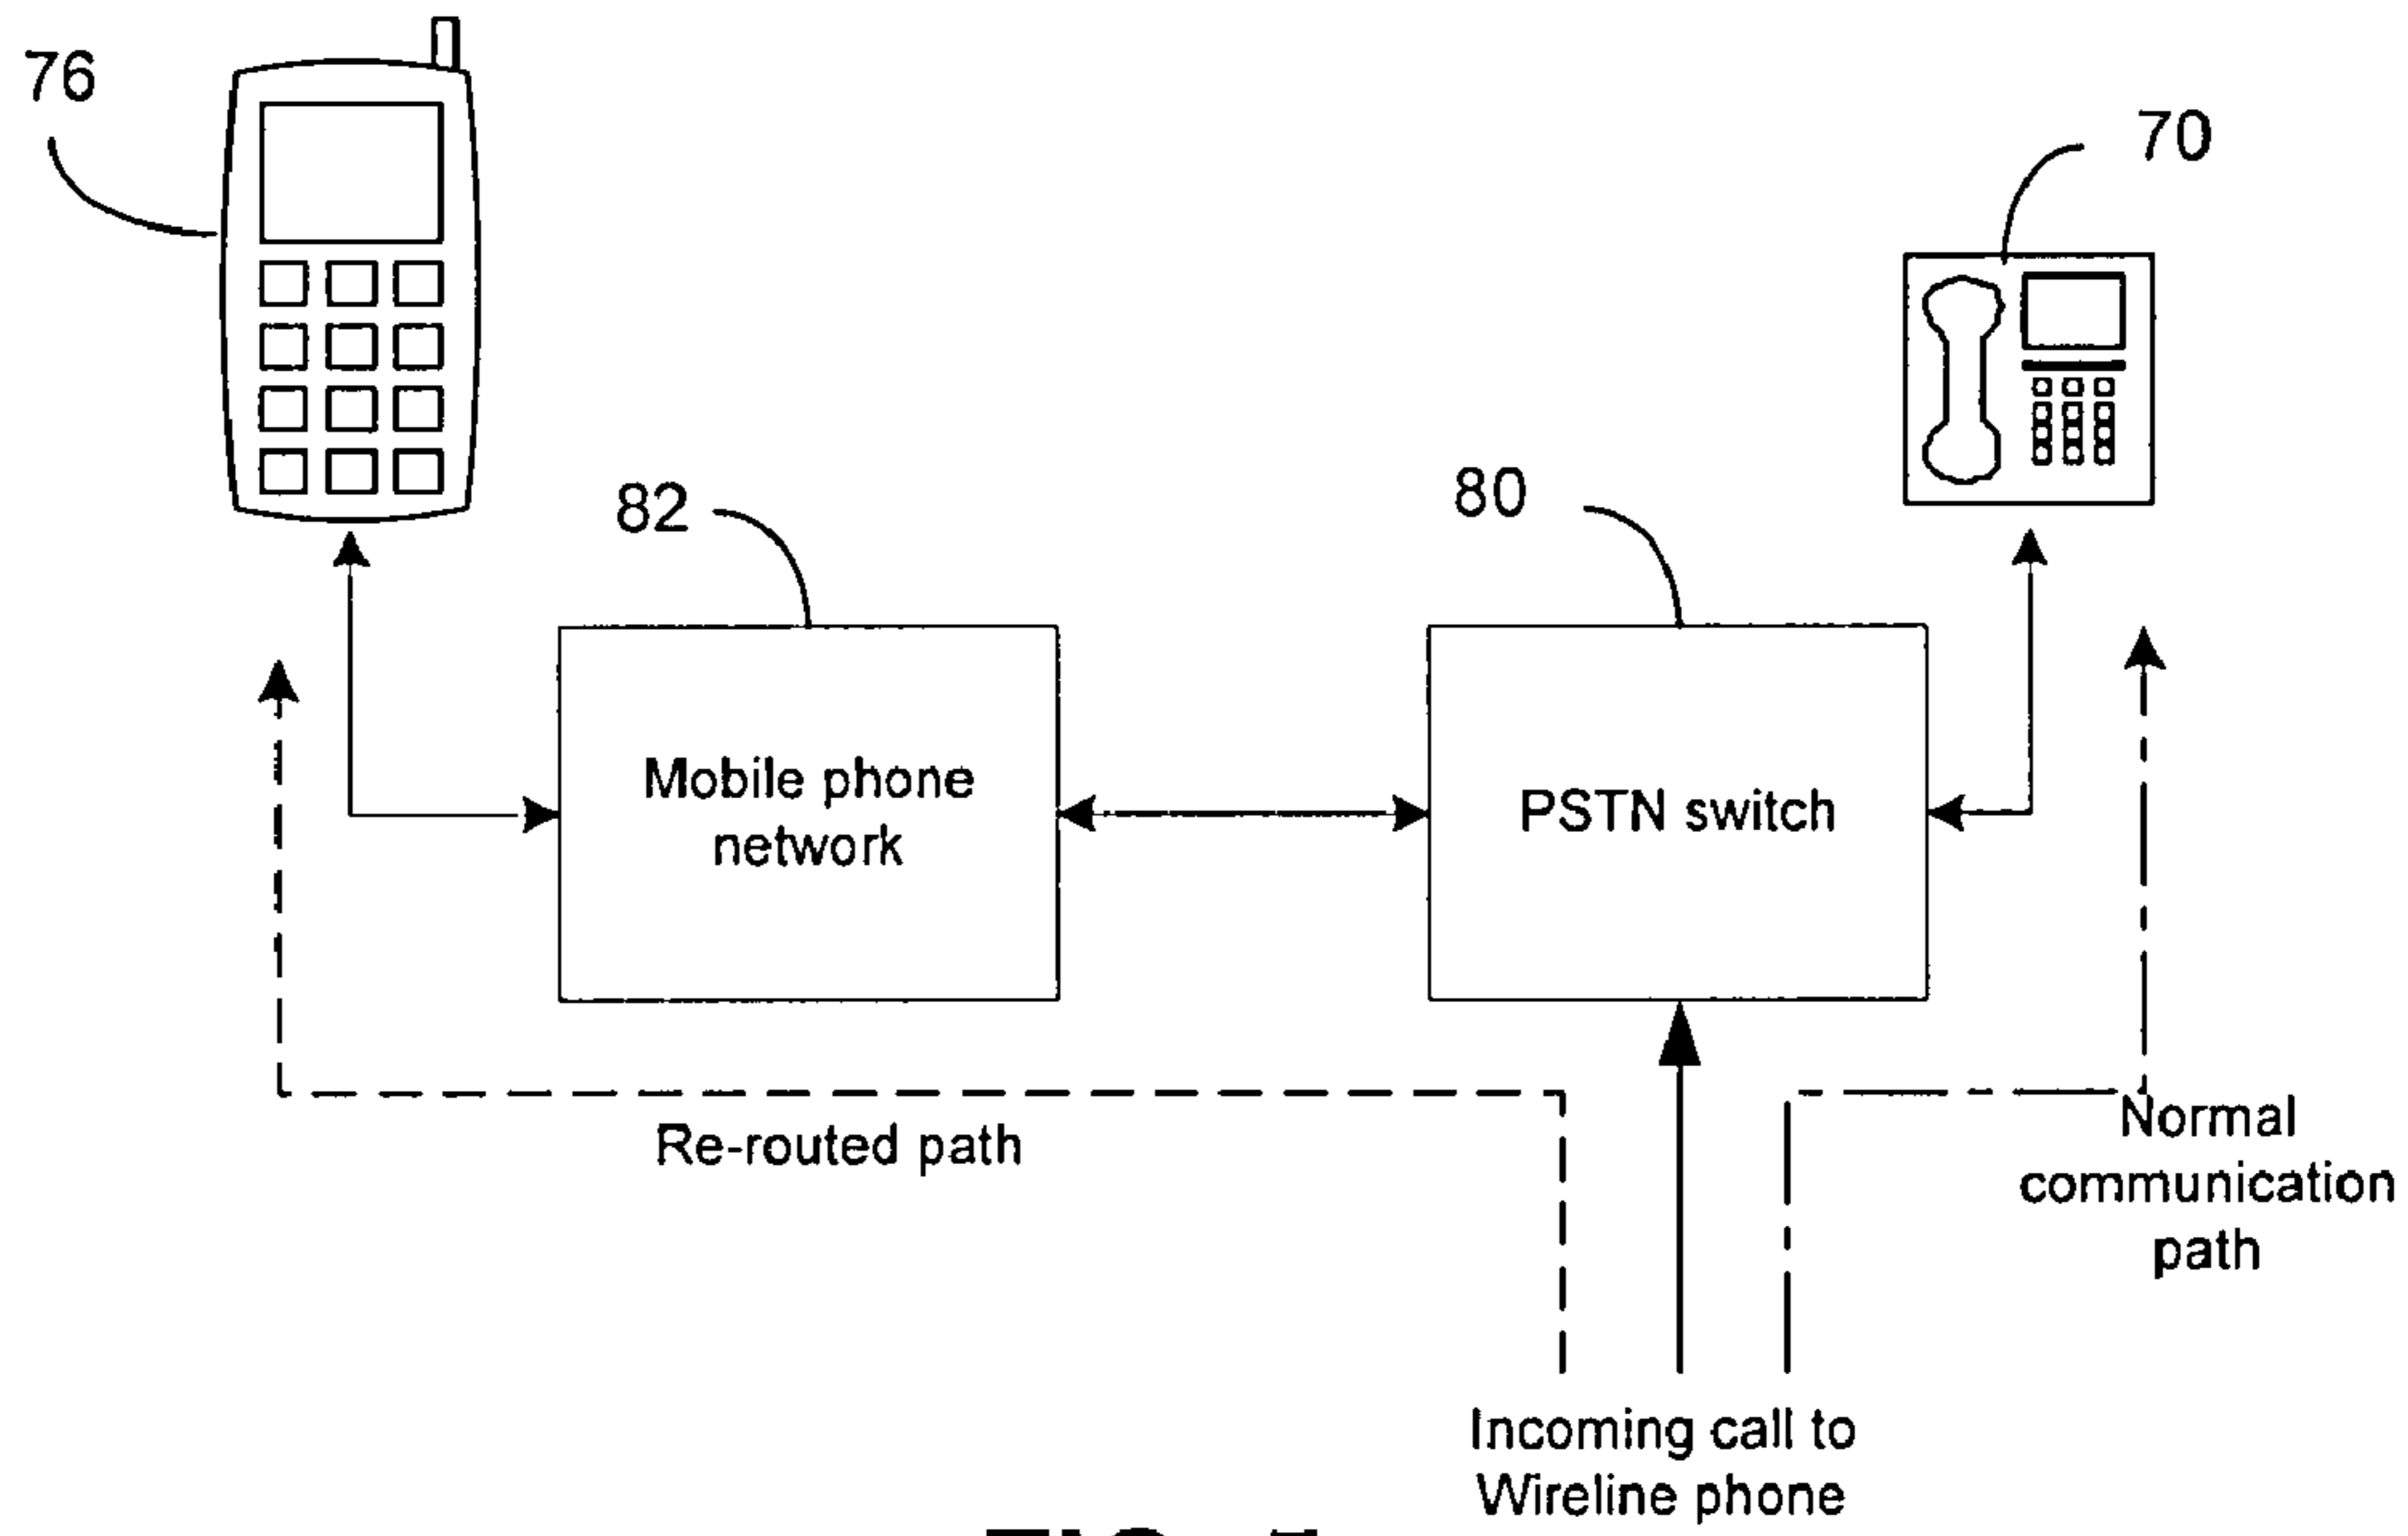 76
70
82
80
Mobile phone
network
PSTN switch
Re-routed path
Normal
communication
path
Incoming call to
Wireline phone